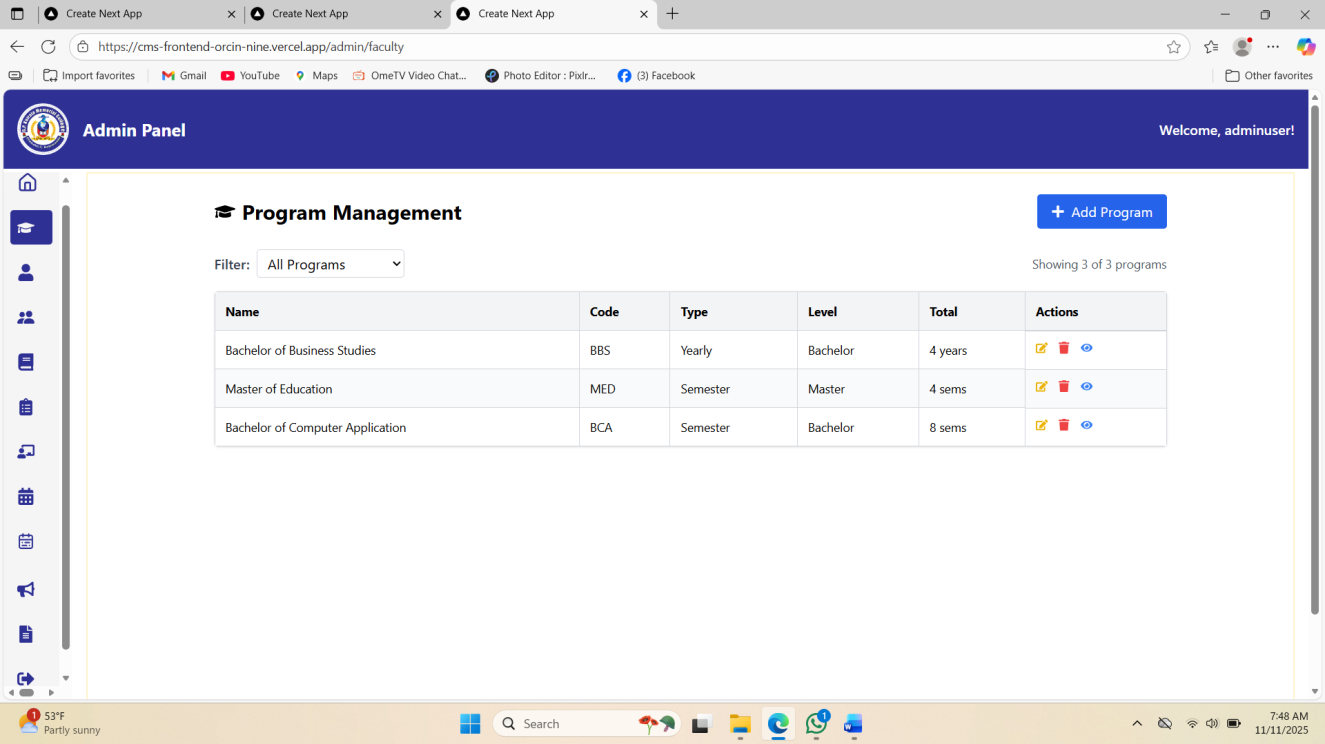 Create Next App
Create Next App
Create Next App
https://cms-frontend-orcin-nine.vercel.app/admin/faculty
Import favorites
Gmail
YouTube
Maps
OmeTV Video Chat...
Photo Editor : Pixlr...
(3) Facebook
Other favorites
Admin Panel
Welcome, adminuser!
Program Management
Add Program
Filter: All Programs
Showing 3 of 3 programs
Name Code Type Level Total Actions
Bachelor of Business Studies BBS Yearly Bachelor 4 years
Master of Education MED Semester Master 4 sems
Bachelor of Computer Application BCA Semester Bachelor 8 sems
1
53°F
Partly sunny
Search
1
7:48 AM
11/11/2025